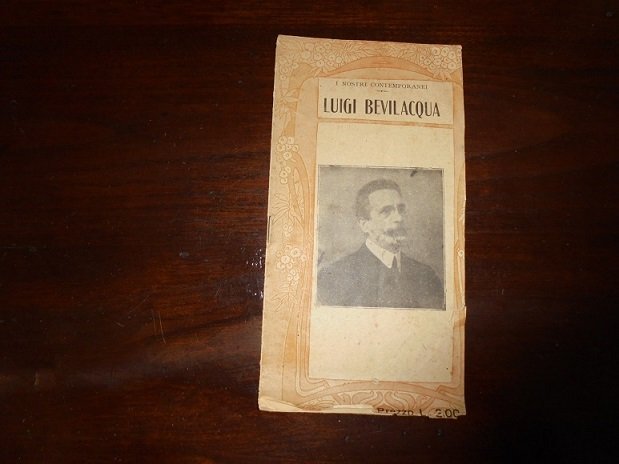 I NOSTRI CONTEMPORANEI
LUIGI BEVILACQUA
Prezzo L. 2.00